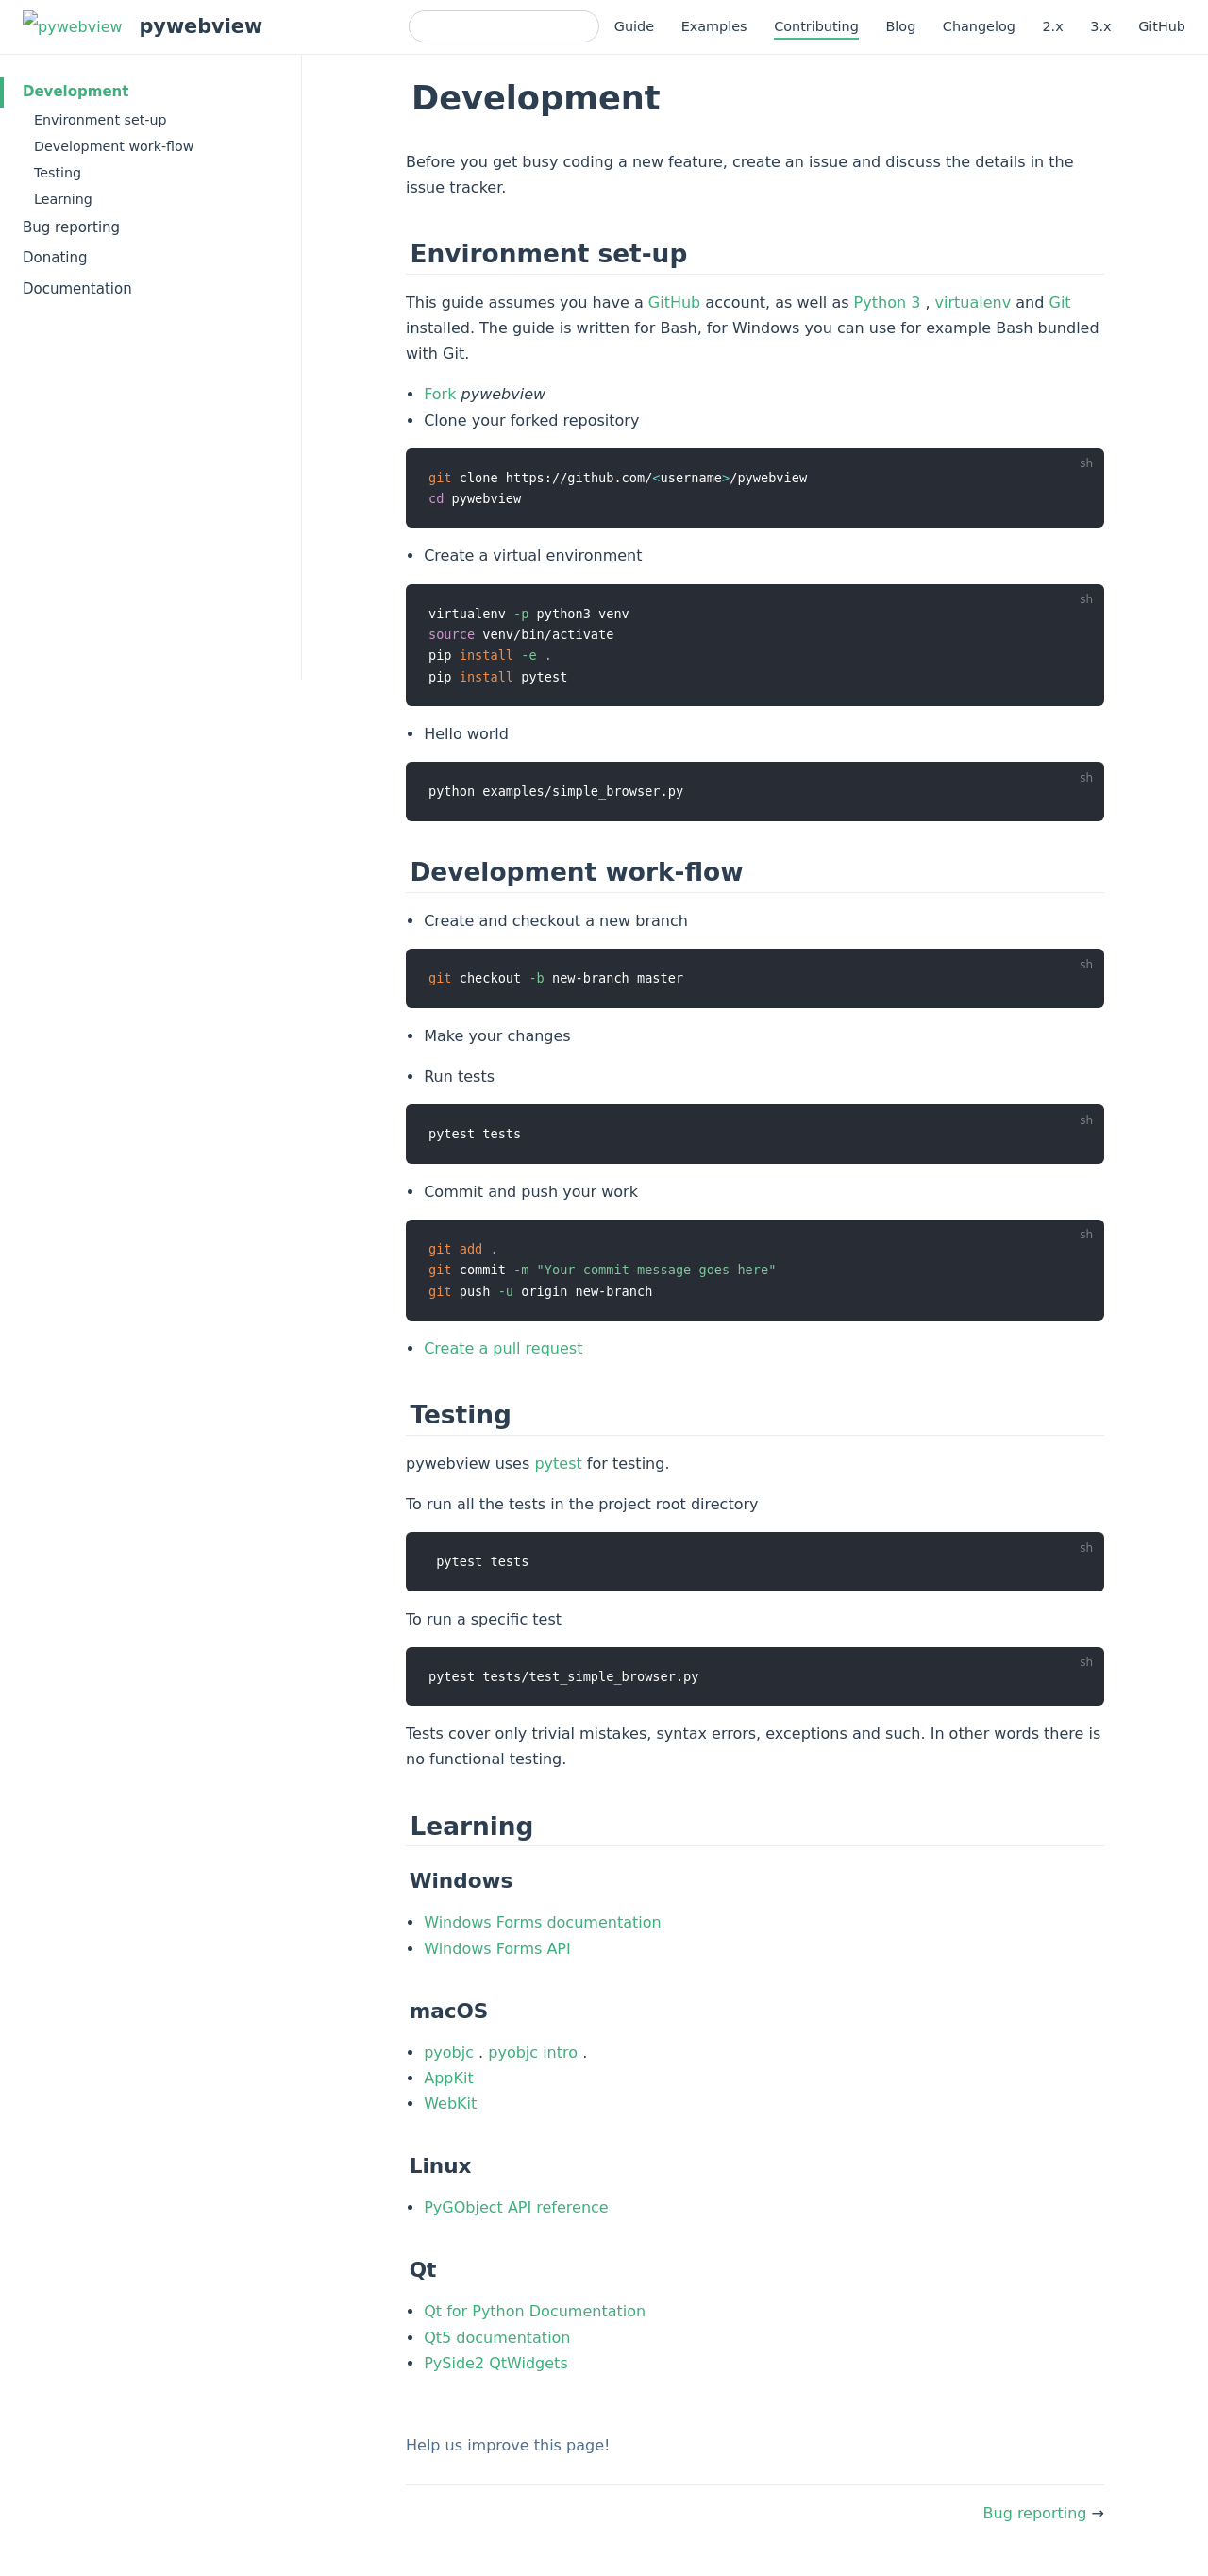 pywebview pywebview Guide Examples Contributing Blog Changelog 2.x 3.x GitHub
Development
Environment set-up
Development work-flow
Testing
Learning
Bug reporting
Donating
Documentation
Development
Before you get busy coding a new feature, create an issue and discuss the details in the
issue tracker.
Environment set-up
This guide assumes you have a GitHub account, as well as Python 3 , virtualenv and Git
installed. The guide is written for Bash, for Windows you can use for example Bash bundled
with Git.
• Fork pywebview
• Clone your forked repository
sh
git clone https://github.com/<username>/pywebview
cd pywebview
• Create a virtual environment
sh
virtualenv -p python3 venv
source venv/bin/activate
pip install -e .
pip install pytest
• Hello world
sh
python examples/simple_browser.py
Development work-flow
• Create and checkout a new branch
sh
git checkout -b new-branch master
• Make your changes
• Run tests
sh
pytest tests
• Commit and push your work
sh
git add .
git commit -m "Your commit message goes here"
git push -u origin new-branch
• Create a pull request
Testing
pywebview uses pytest for testing.
To run all the tests in the project root directory
sh
pytest tests
To run a specific test
sh
pytest tests/test_simple_browser.py
Tests cover only trivial mistakes, syntax errors, exceptions and such. In other words there is
no functional testing.
Learning
Windows
• Windows Forms documentation
• Windows Forms API
macOS
• pyobjc . pyobjc intro .
• AppKit
• WebKit
Linux
• PyGObject API reference
Qt
• Qt for Python Documentation
• Qt5 documentation
• PySide2 QtWidgets
Help us improve this page!
Bug reporting →